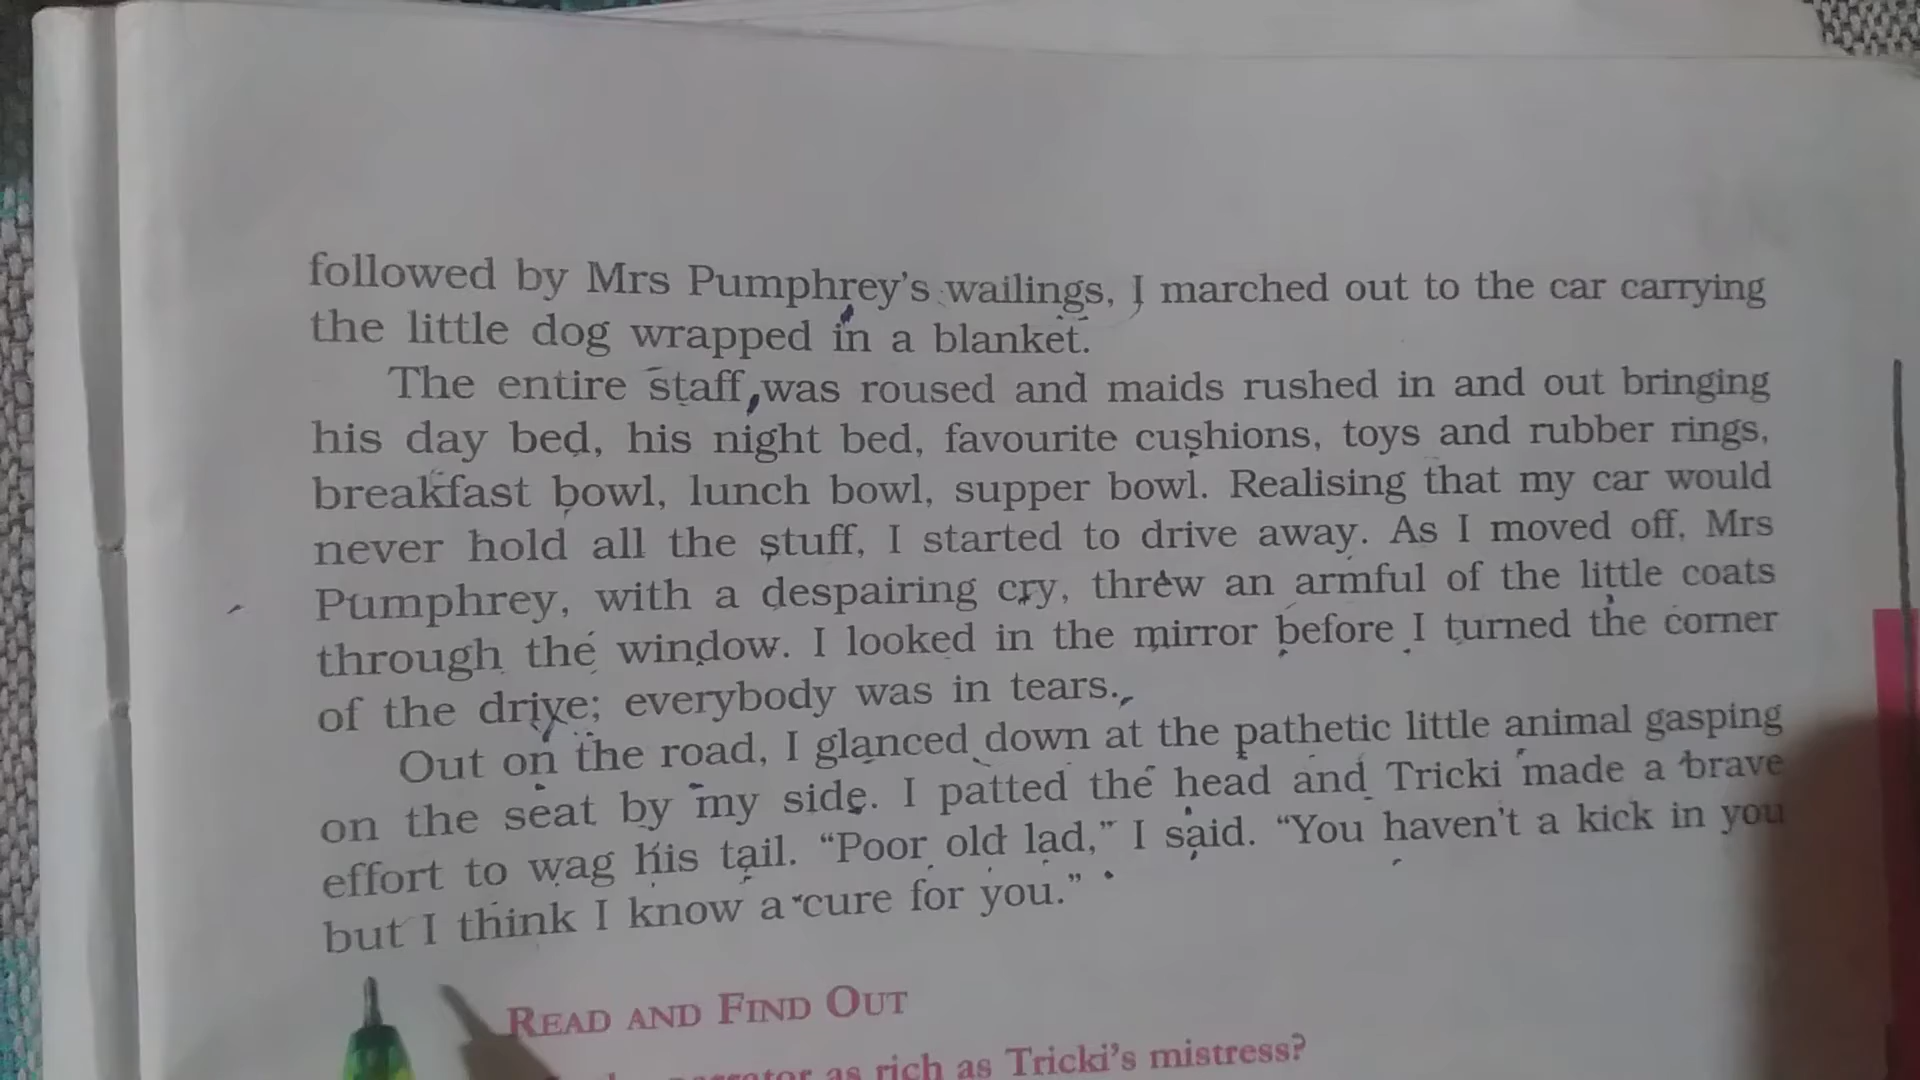 followed by Mrs Pumphrey's wailings, I marched out to the car carrying
the little dog wrapped in a blanket.
The entire staff was roused and maids rushed in and out bringing
his day bed, his night bed, favourite cushions, toys and rubber rings,
breakfast bowl, lunch bowl, supper bowl. Realising that my car would
never hold all the stuff, I started to drive away. As I moved off, Mrs
Pumphrey, with a despairing cry, threw an armful of the little coats
through the window. I looked in the mirror before I turned the corner
of the drive; everybody was in tears.
Out on the road, I glanced down at the pathetic little animal gasping
on the seat by my side. I patted the head and Tricki made a brave
effort to wag his tail. “Poor old lad,” I said. “You haven't a kick in you
but I think I know a cure for you.”
READ AND FIND OUT
as rich as Tricki's mistress?